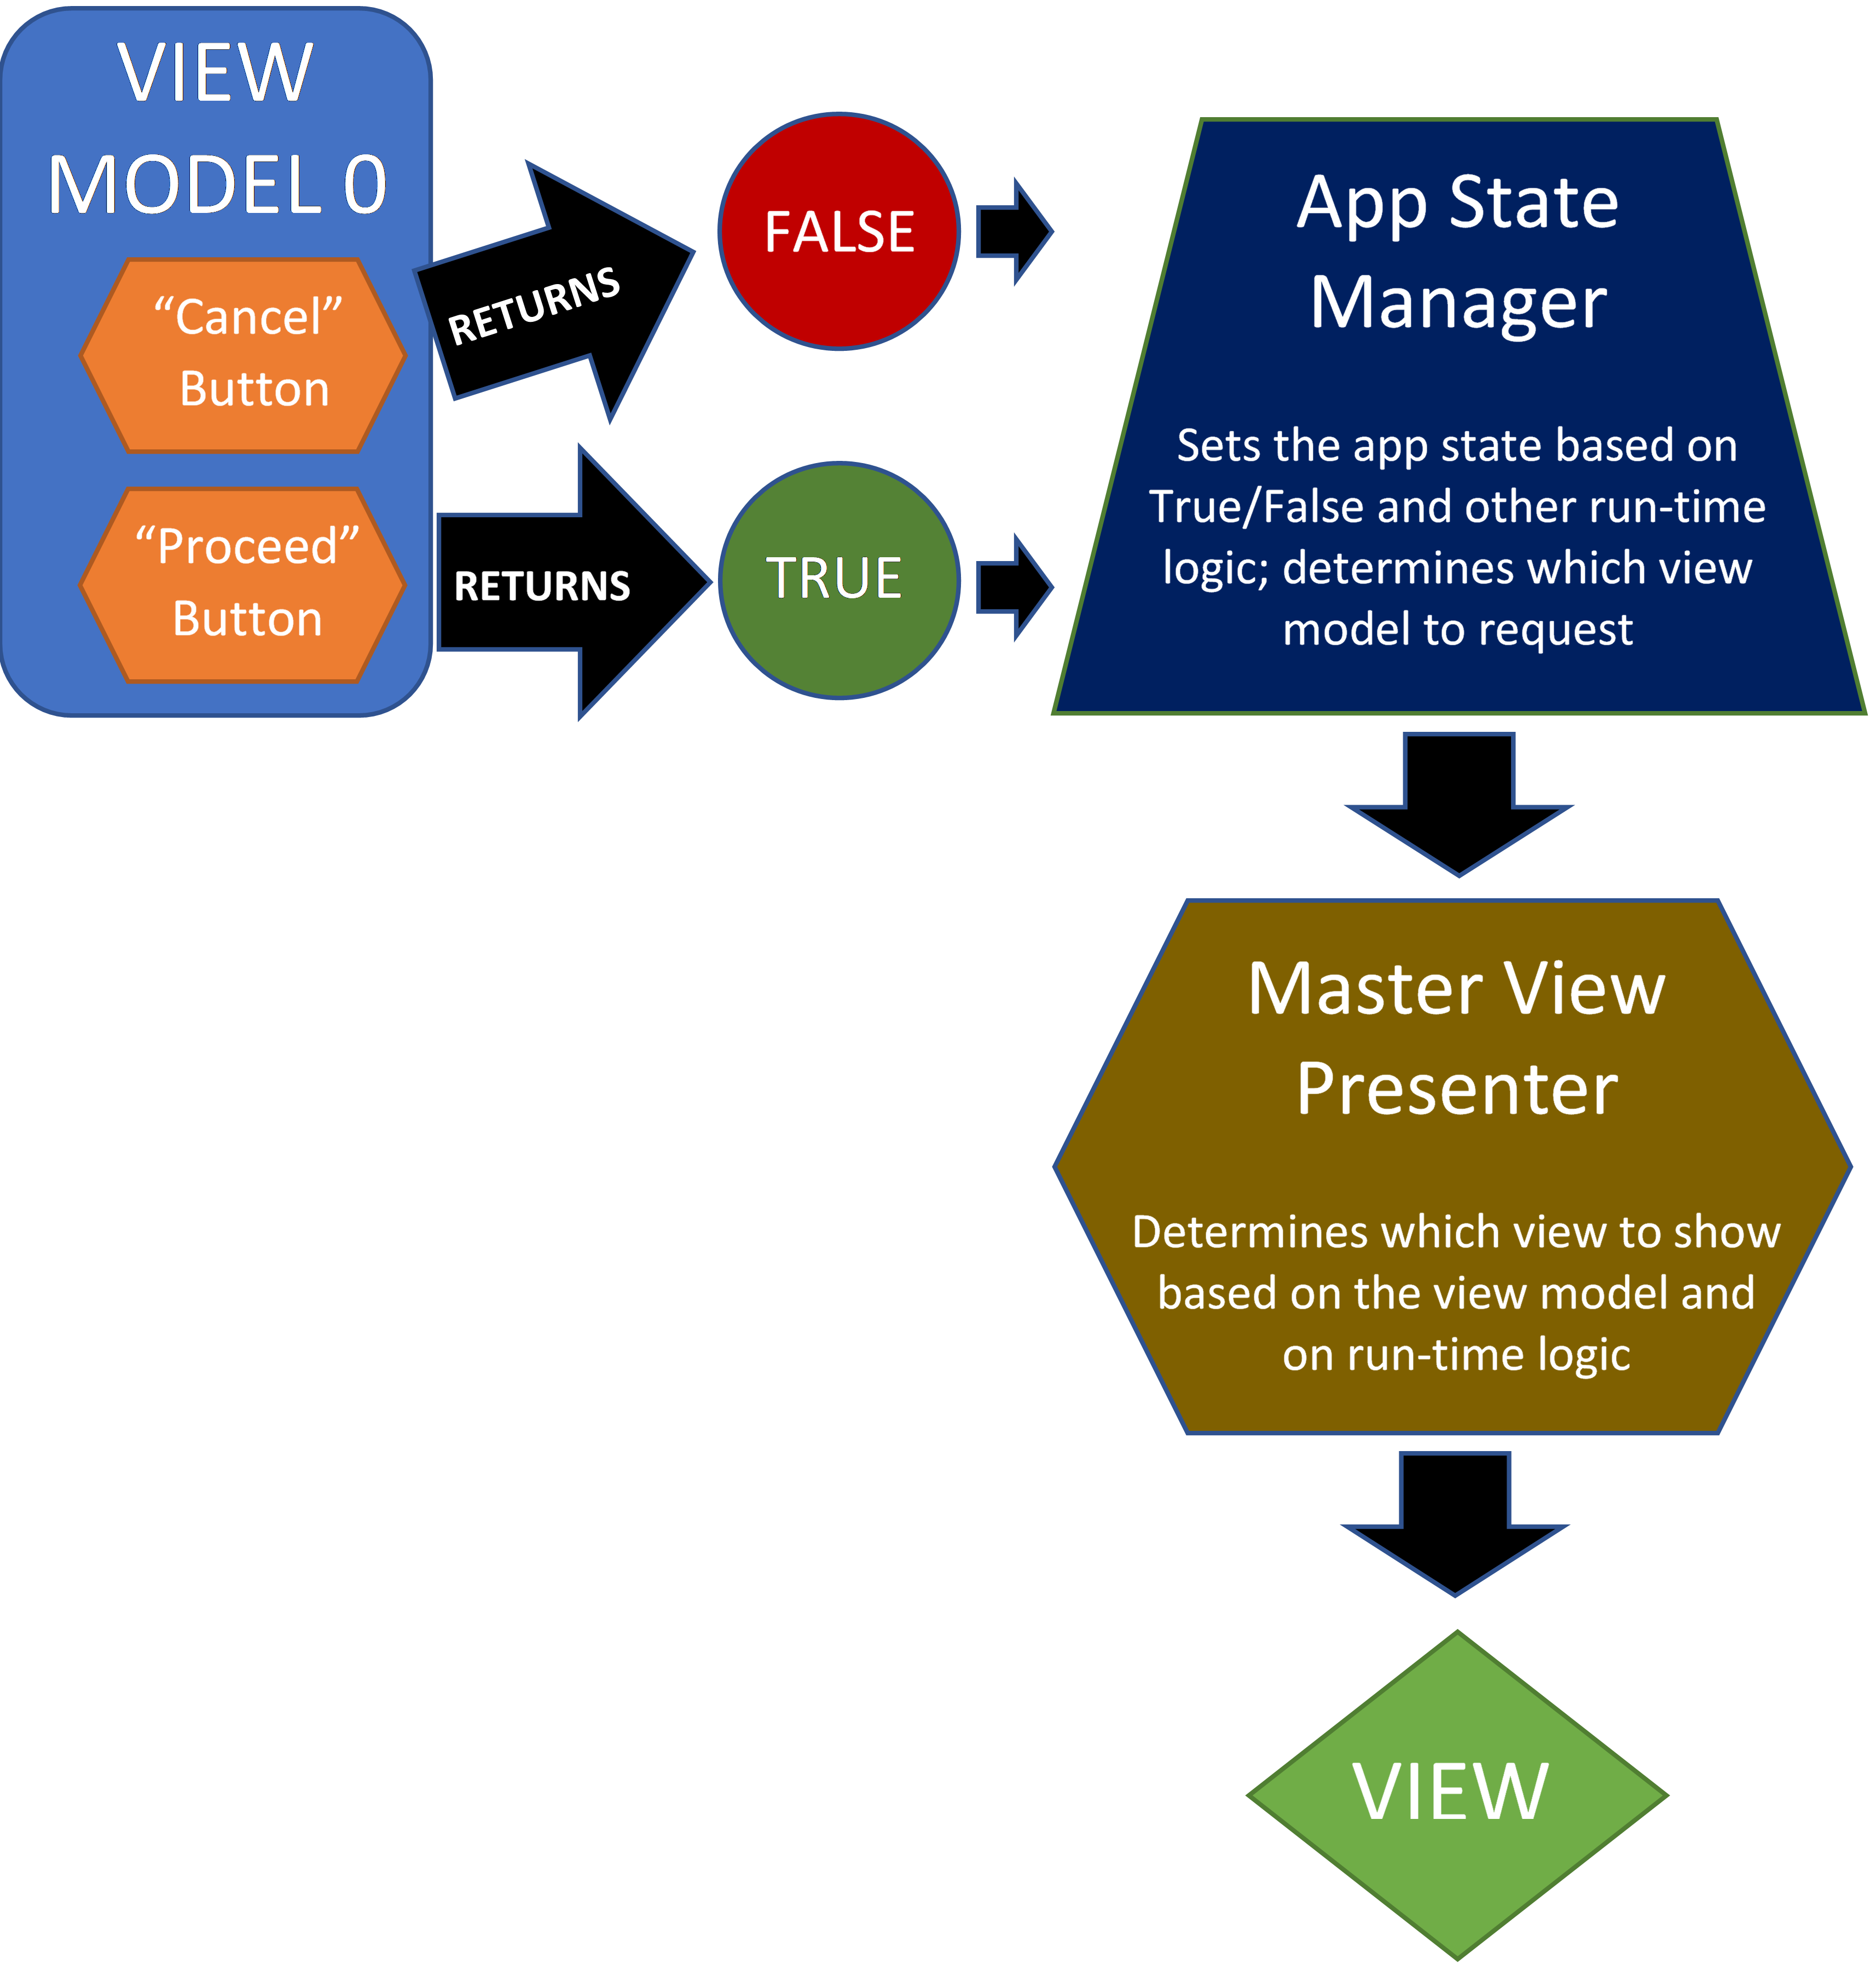 VIEW
MODEL 0
“Cancel”
Button
“Proceed”
Button
RETURNS
RETURNS
FALSE
TRUE
App State
Manager
Sets the app state based on
True/False and other run-time
logic; determines which view
model to request
Master View
Presenter
Determines which view to show
based on the view model and
on run-time logic
VIEW